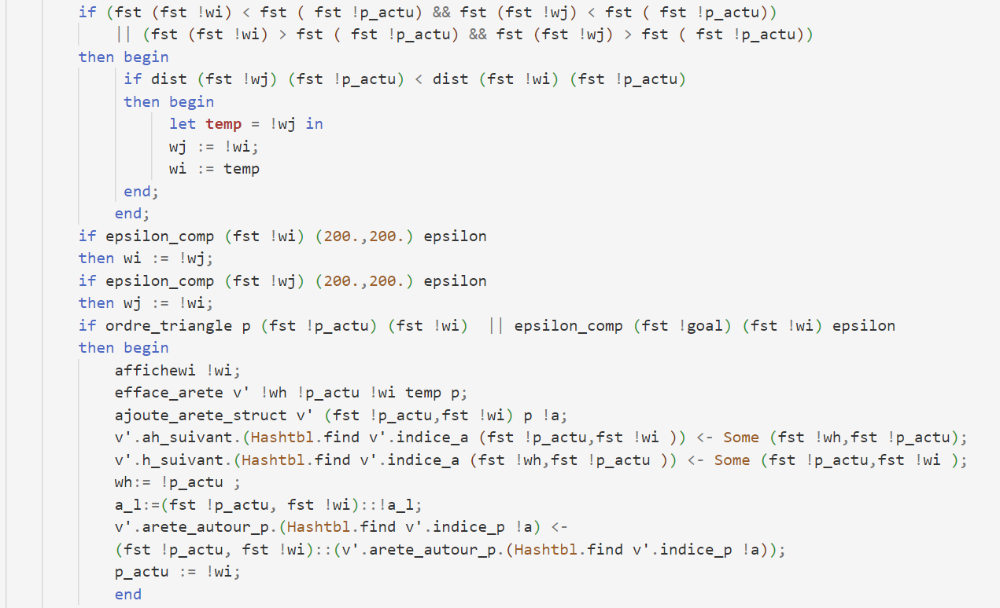 if (fst (fst !wi) < fst ( fst !p_actu) && fst (fst !wj) < fst ( fst !p_actu))
    || (fst (fst !wi) > fst ( fst !p_actu) && fst (fst !wj) > fst ( fst !p_actu))
then begin
     if dist (fst !wj) (fst !p_actu) < dist (fst !wi) (fst !p_actu)
     then begin
          let temp = !wj in
          wj := !wi;
          wi := temp
     end;
    end;
if epsilon_comp (fst !wi) (200.,200.) epsilon
then wi := !wj;
if epsilon_comp (fst !wj) (200.,200.) epsilon
then wj := !wi;
if ordre_triangle p (fst !p_actu) (fst !wi)  || epsilon_comp (fst !goal) (fst !wi) epsilon
then begin
    affichewi !wi;
    efface_arete v' !wh !p_actu !wi temp p;
    ajoute_arete_struct v' (fst !p_actu,fst !wi) p !a;
    v'.ah_suivant.(Hashtbl.find v'.indice_a (fst !p_actu,fst !wi )) <- Some (fst !wh,fst !p_actu);
    v'.h_suivant.(Hashtbl.find v'.indice_a (fst !wh,fst !p_actu )) <- Some (fst !p_actu,fst !wi );
    wh:= !p_actu ;
    a_l:=(fst !p_actu, fst !wi)::!a_l;
    v'.arete_autour_p.(Hashtbl.find v'.indice_p !a) <-
    (fst !p_actu, fst !wi)::(v'.arete_autour_p.(Hashtbl.find v'.indice_p !a));
    p_actu := !wi;
    end